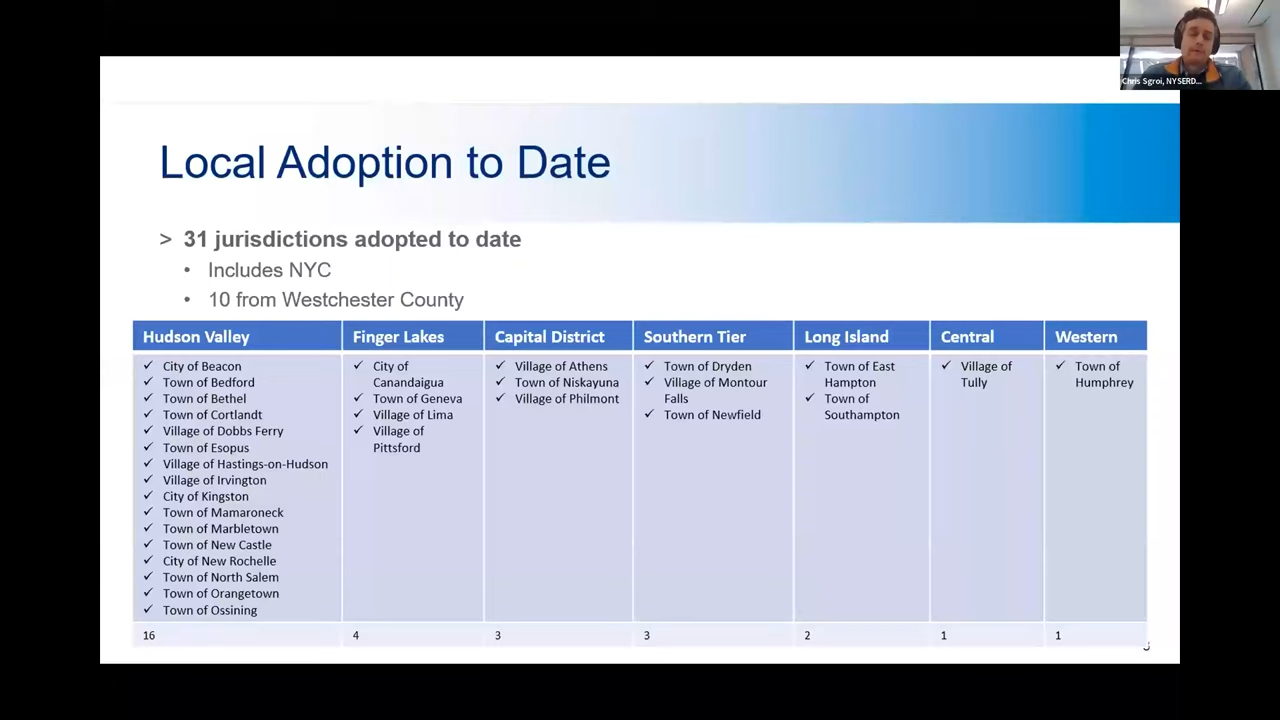 Chris Sgroi, NYSERD...
Local Adoption to Date
> 31 jurisdictions adopted to date
• Includes NYC
• 10 from Westchester County
Hudson Valley
✓ City of Beacon
✓ Town of Bedford
✓ Town of Bethel
✓ Town of Cortlandt
✓ Village of Dobbs Ferry
✓ Town of Esopus
✓ Village of Hastings-on-Hudson
✓ Village of Irvington
✓ City of Kingston
✓ Town of Mamaroneck
✓ Town of Marbletown
✓ Town of New Castle
✓ City of New Rochelle
✓ Town of North Salem
✓ Town of Orangetown
✓ Town of Ossining
16
Finger Lakes
✓ City of
Canandaigua
✓ Town of Geneva
✓ Village of Lima
✓ Village of
Pittsford
4
Capital District
✓ Village of Athens
✓ Town of Niskayuna
✓ Village of Philmont
3
Southern Tier
✓ Town of Dryden
✓ Village of Montour
Falls
✓ Town of Newfield
3
Long Island
✓ Town of East
Hampton
✓ Town of
Southampton
2
Central
✓ Village of
Tully
1
Western
✓ Town of
Humphrey
1